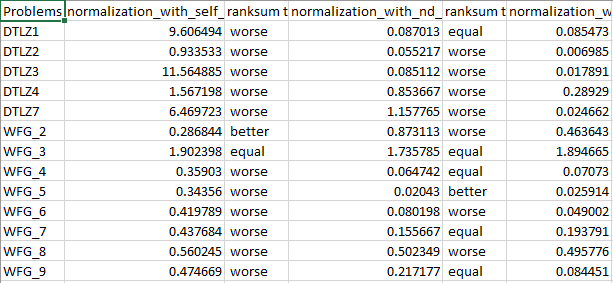 Problems normalization_with_self_ ranksum t normalization_with_nd_ ranksum t normalization_w
DTLZ1 9.606494 worse 0.087013 equal 0.085473
DTLZ2 0.933533 worse 0.055217 worse 0.006985
DTLZ3 11.564885 worse 0.085112 worse 0.017891
DTLZ4 1.567198 worse 0.853667 worse 0.28929
DTLZ7 6.469723 worse 1.157765 worse 0.024662
WFG_2 0.286844 better 0.873113 worse 0.463643
WFG_3 1.902398 equal 1.735785 equal 1.894665
WFG_4 0.35903 worse 0.064742 equal 0.07073
WFG_5 0.34356 worse 0.02043 better 0.025914
WFG_6 0.419789 worse 0.080198 worse 0.049002
WFG_7 0.437684 worse 0.155667 equal 0.193791
WFG_8 0.560245 worse 0.502349 worse 0.495776
WFG_9 0.474669 worse 0.217177 equal 0.084451